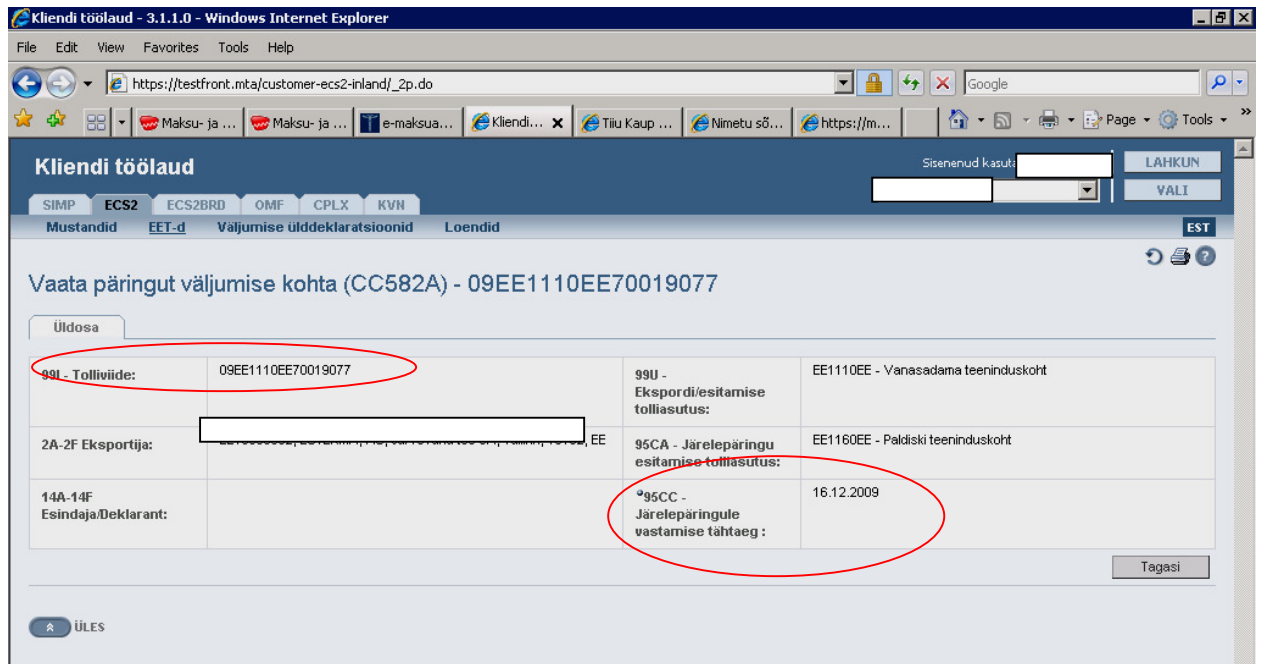 Kliendi töölaud - 3.1.1.0 - Windows Internet Explorer
File Edit View Favorites Tools Help
https://testfront.mta/customer-ecs2-inland/_2p.do
Google
Maksu- ja ... Maksu- ja ... e-maksua... Kliendi... Tiiu Kaup ... Nimetu sõ... https://m... Page Tools »
Kliendi töölaud
Sisenenud
LAHKUN
VALI
SIMP ECS2 ECS2BRD OMF CPLX KVN
Mustandid EET-d Väljumise ülddeklaratsioonid Loendid EST
Vaata päringut väljumise kohta (CC582A) - 09EE1110EE70019077
Üldosa
99I - Tolliviide: 09EE1110EE70019077
99U - Ekspordi/esitamise tolliasutus: EE1110EE - Vanasadama teeninduskoht
2A-2F Eksportija: EE
95CA - Järelepäringu esitamise tolliasutus: EE1160EE - Paldiski teeninduskoht
14A-14F Esindaja/Deklarant:
95CC - Järelepäringule vastamise tähtaeg : 16.12.2009
Tagasi
ÜLES